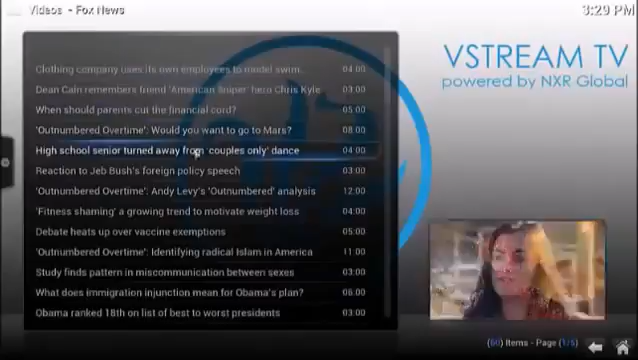 Videos - Fox News
3:29 PM
VSTREAM TV
powered by NXR Global
Clothing company uses its own employees to model swim... 04:00
Dean Cain remembers friend 'American Sniper' hero Chris Kyle 03:00
When should parents cut the financial cord? 05:00
'Outnumbered Overtime': Would you want to go to Mars? 08:00
High school senior turned away from 'couples only' dance 04:00
Reaction to Jeb Bush's foreign policy speech 03:00
'Outnumbered Overtime': Andy Levy's 'Outnumbered' analysis 12:00
'Fitness shaming' a growing trend to motivate weight loss 04:00
Debate heats up over vaccine exemptions 05:00
'Outnumbered Overtime': Identifying radical Islam in America 11:00
Study finds pattern in miscommunication between sexes 03:00
What does immigration injunction mean for Obama's plan? 06:00
Obama ranked 18th on list of best to worst presidents 03:00
(60) Items - Page (1/6)